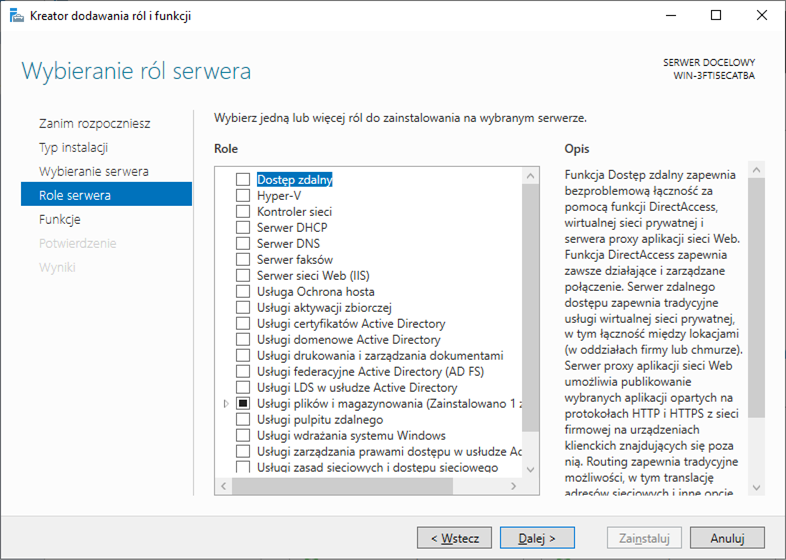 Kreator dodawania ról i funkcji
Wybieranie ról serwera
SERWER DOCELOWY
WIN-3FTI5ECATBA
Zanim rozpoczniesz
Typ instalacji
Wybieranie serwera
Role serwera
Funkcje
Potwierdzenie
Wyniki
Wybierz jedną lub więcej ról do zainstalowania na wybranym serwerze.
Role
Dostęp zdalny
Hyper-V
Kontroler sieci
Serwer DHCP
Serwer DNS
Serwer faksów
Serwer sieci Web (IIS)
Usługa Ochrona hosta
Usługi aktywacji zbiorczej
Usługi certyfikatów Active Directory
Usługi domenowe Active Directory
Usługi drukowania i zarządzania dokumentami
Usługi federacyjne Active Directory (AD FS)
Usługi LDS w usłudze Active Directory
Usługi plików i magazynowania (Zainstalowano 1 z
Usługi pulpitu zdalnego
Usługi wdrażania systemu Windows
Usługi zarządzania prawami dostępu w usłudze Ac
Usługi zasad sieciowych i dostępu sieciowego
Opis
Funkcja Dostęp zdalny zapewnia
bezproblemową łączność za
pomocą funkcji DirectAccess,
wirtualnej sieci prywatnej i
serwera proxy aplikacji sieci Web.
Funkcja DirectAccess zapewnia
zawsze działające i zarządzane
połączenie. Serwer zdalnego
dostępu zapewnia tradycyjne
usługi wirtualnej sieci prywatnej,
w tym łączność między lokacjami
(w oddziałach firmy lub chmurze).
Serwer proxy aplikacji sieci Web
umożliwia publikowanie
wybranych aplikacji opartych na
protokołach HTTP i HTTPS z sieci
firmowej na urządzeniach
klienckich znajdujących się poza
nią. Routing zapewnia tradycyjne
możliwości, w tym translację
adresów sieciowych i inne opcje
< Wstecz
Dalej >
Zainstaluj
Anuluj